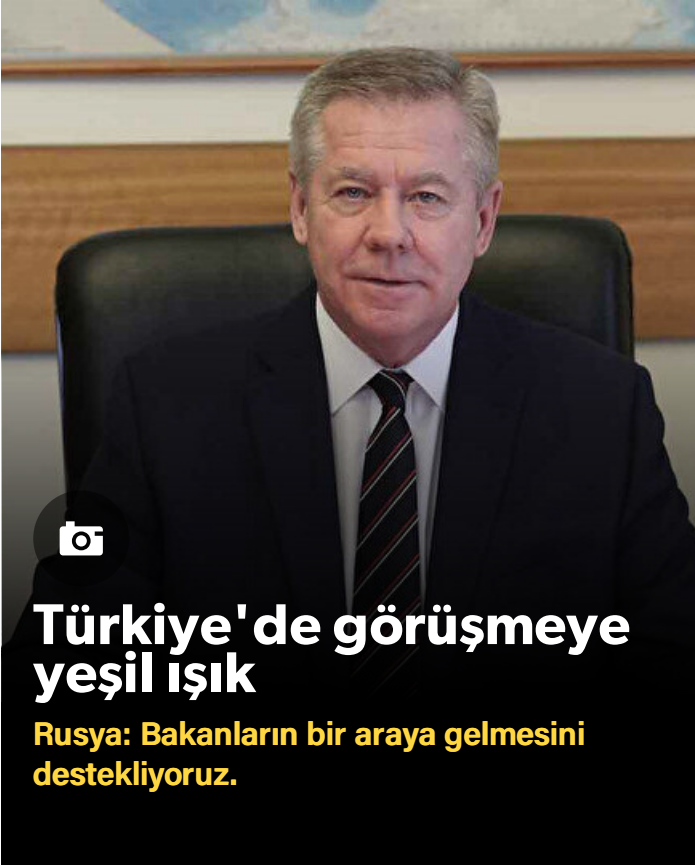 Türkiye'de görüşmeye
yeşil ışık
Rusya: Bakanların bir araya gelmesini
destekliyoruz.